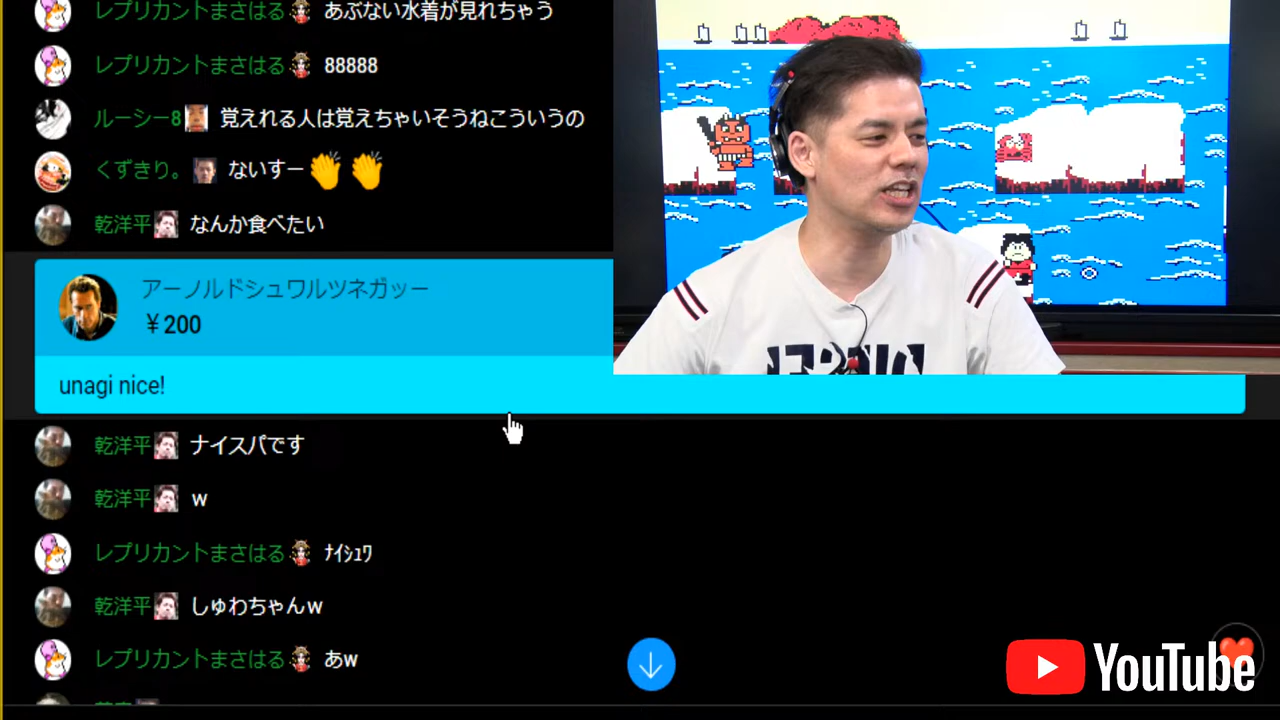 レプリカントまさはる あぶない水着が見れちゃう
レプリカントまさはる 88888
ルーシー8 覚えれる人は覚えちゃいそうねこういうの
くずきり。 ないすー
乾洋平 なんか食べたい
アーノルドシュワルツネガッー
￥200
unagi nice!
乾洋平 ナイスパです
乾洋平 w
レプリカントまさはる ﾅｲｼｭﾜ
乾洋平 しゅわちゃんw
レプリカントまさはる あw
YouTube